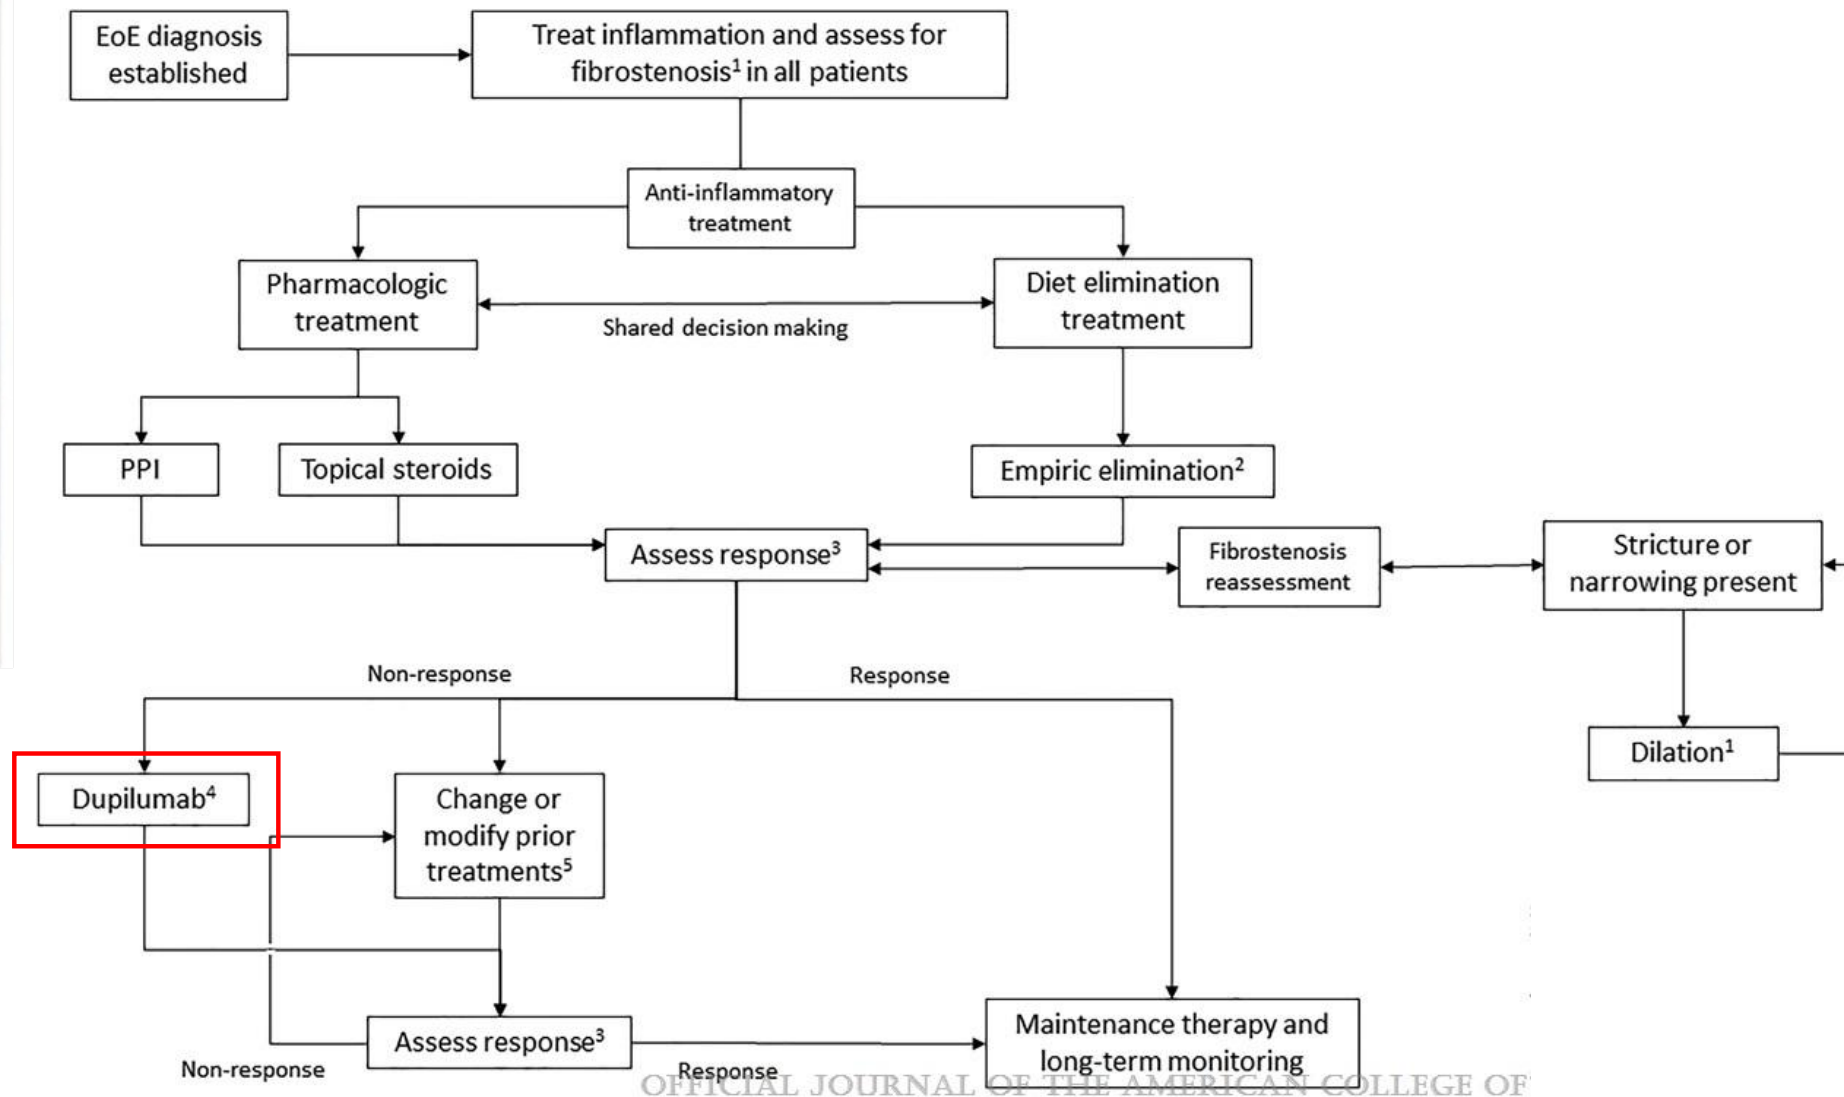 EoE diagnosis
established
Treat inflammation and assess for
fibrostenosis¹ in all patients
Anti-inflammatory
treatment
Pharmacologic
treatment
Shared decision making
Diet elimination
treatment
PPI
Topical steroids
Empiric elimination²
Assess response³
Fibrostenosis
reassessment
Stricture or
narrowing present
Non-response
Response
Dilation¹
Dupilumab⁴
Change or
modify prior
treatments⁵
Assess response³
Maintenance therapy and
long-term monitoring
Non-response
Response
OFFICIAL JOURNAL OF THE AMERICAN COLLEGE OF